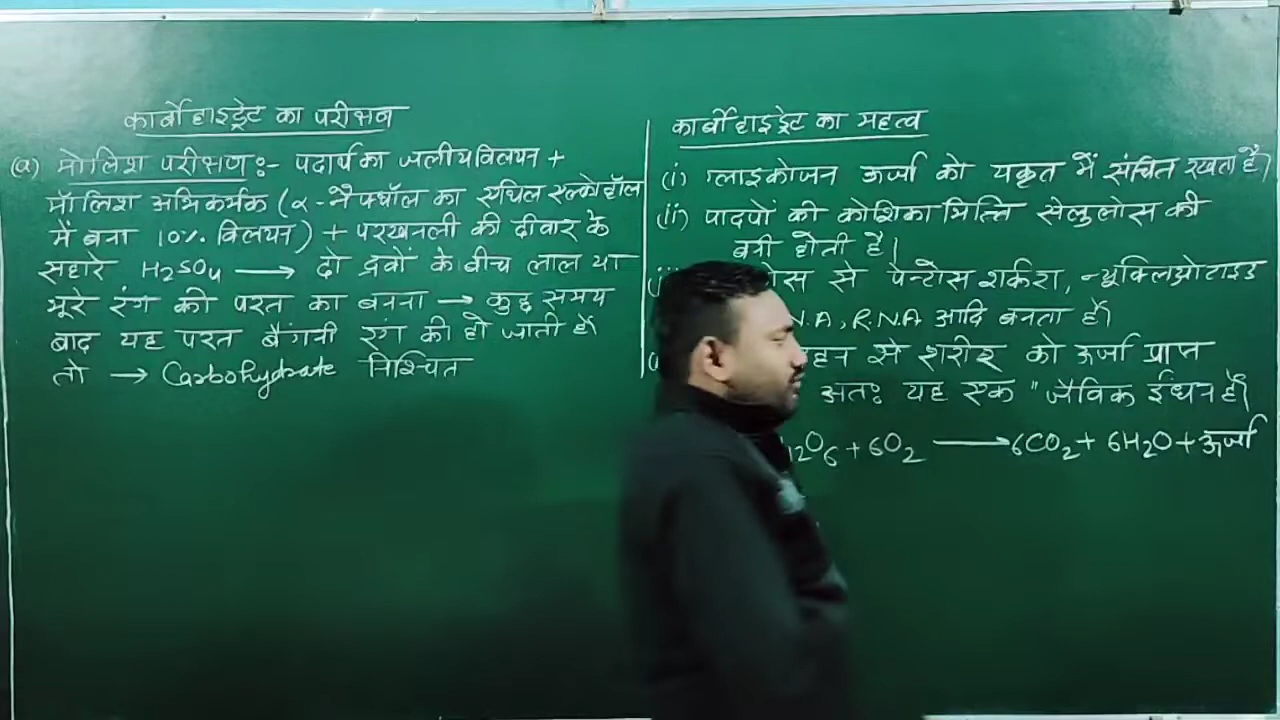 कार्बोहाइड्रेट का परीक्षण
(a) मोलिश परीक्षण :- पदार्थ का जलीय विलयन +
मॉलिश अभिकर्मक (α-नैफ्थॉल का एथिल एल्कोहॉल
में बना 10% विलयन) + परखनली की दीवार के
सहारे H₂SO₄ ⟶ दो द्रवों के बीच लाल या
भूरे रंग की परत का बनना → कुछ समय
बाद यह परत बैंगनी रंग की हो जाती है।
तो → Carbohydrate निश्चित
कार्बोहाइड्रेट का महत्व
(i) ग्लाइकोजन ऊर्जा को यकृत में संचित रखता है।
(ii) पादपों की कोशिका भित्ति सेलुलोस की
बनी होती है।
से पेन्टोस शर्करा, न्यूक्लिओटाइड
N.A, R.N.A आदि बनता है।
से शरीर को ऊर्जा प्राप्त
अतः यह एक "जैविक ईंधन है।
O₆ + 6O₂ ⟶ 6CO₂ + 6H₂O + ऊर्जा